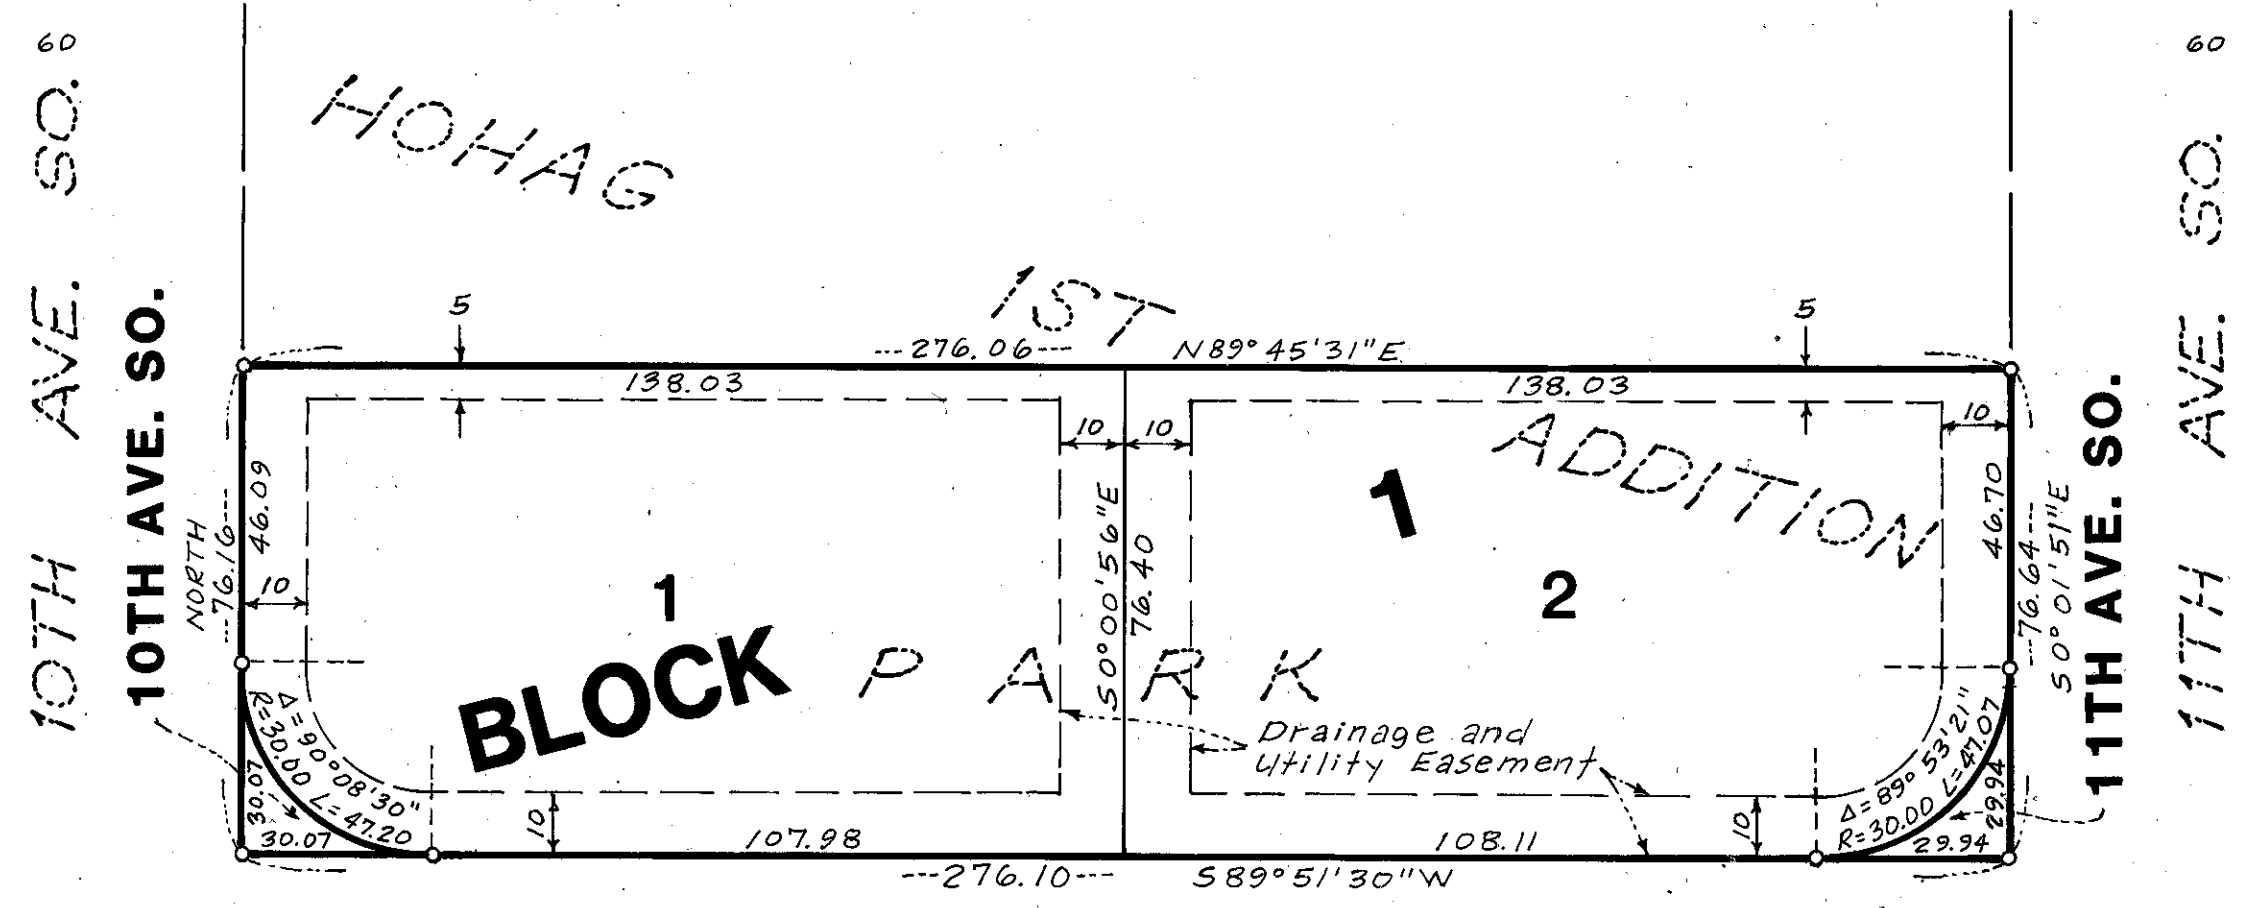 60
60
10TH AVE. SO.
10TH AVE. SO.
HOHAG
1ST
ADDITION
PARK
11TH AVE. SO.
11TH AVE. SO.
5
5
---276.06---
N89°45'31"E
138.03
138.03
10
10
10
NORTH
---76.16---
46.09
10
S0°00'56"E
76.40
46.70
---76.64---
S0°01'51"E
1
BLOCK
1
2
Drainage and
Utility Easement
Δ=90°08'30"
R=30.00 L=47.20
30.07
30.07
10
107.98
108.11
10
Δ=89°53'21"
R=30.00 L=47.07
29.94
29.94
---276.10---
S89°51'30"W